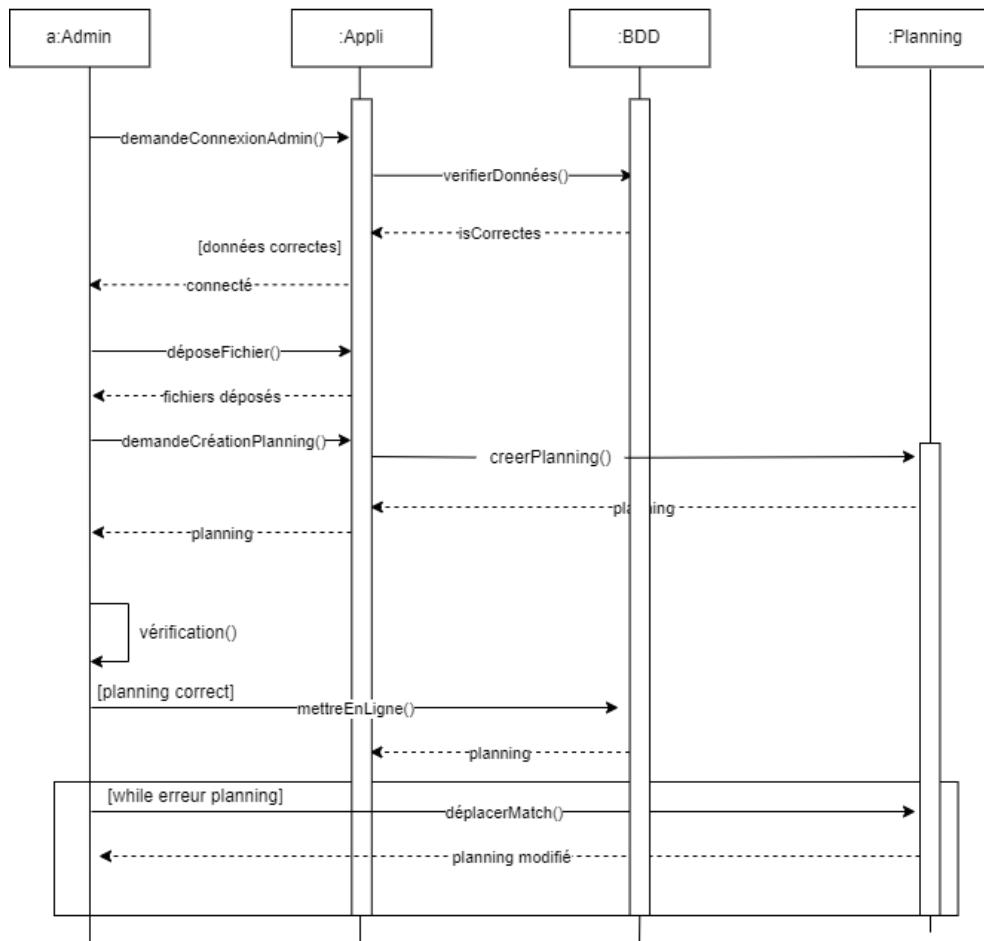 a:Admin
:Appli
:BDD
:Planning
demandeConnexionAdmin()
verifierDonnées()
isCorrectes
[données correctes]
connecté
déposeFichier()
fichiers déposés
demandeCréationPlanning()
creerPlanning()
planning
planning
vérification()
[planning correct]
mettreEnLigne()
planning
[while erreur planning]
déplacerMatch()
planning modifié